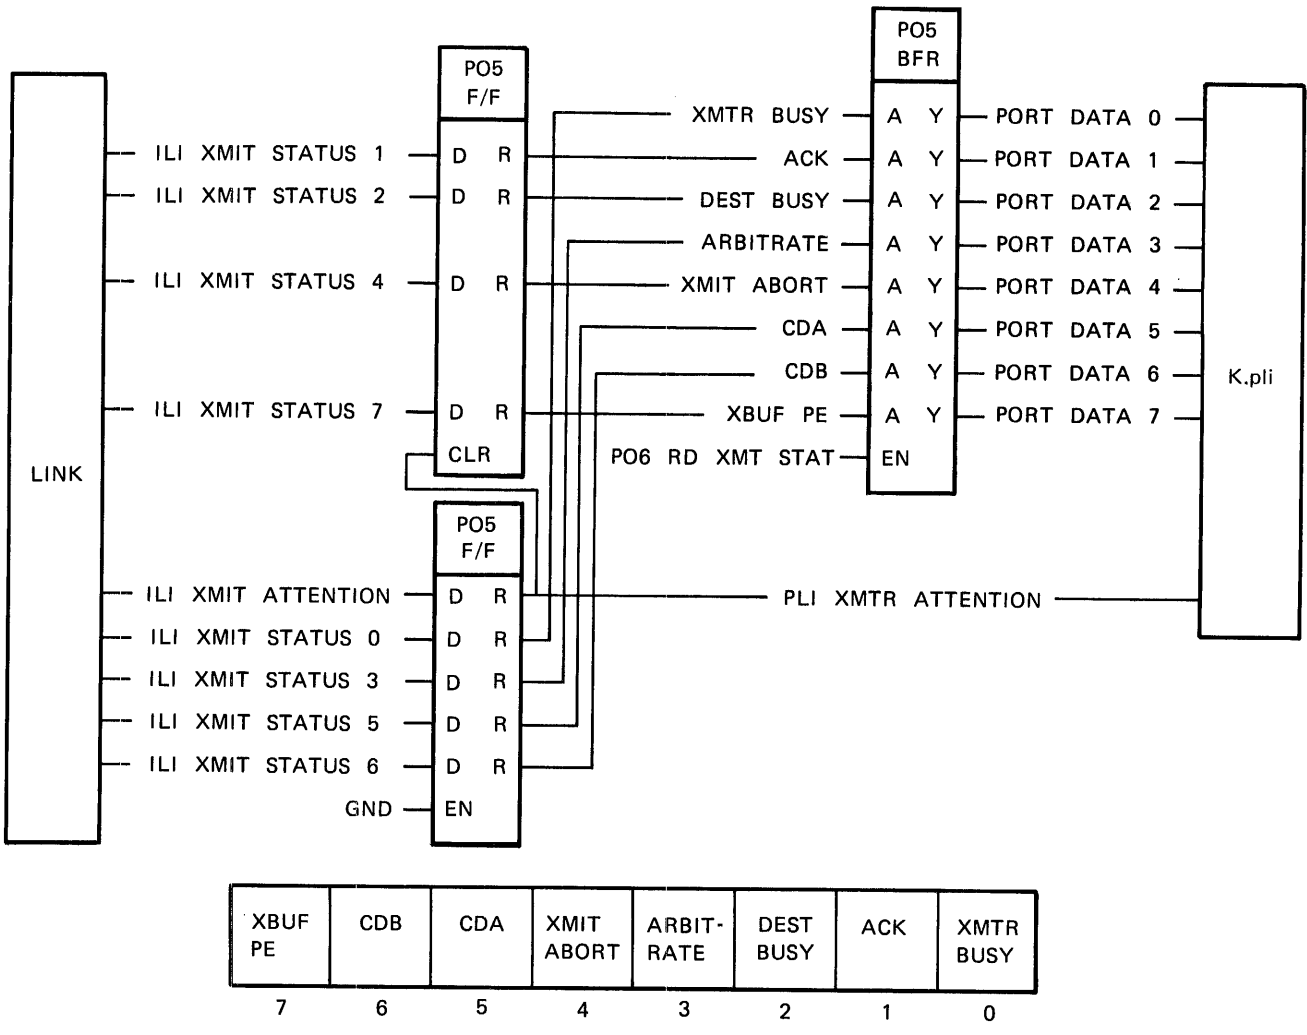 PO5
BFR
PO5
F/F
XMTR BUSY A Y PORT DATA 0
ILI XMIT STATUS 1 D R ACK A Y PORT DATA 1
ILI XMIT STATUS 2 D R DEST BUSY A Y PORT DATA 2
ARBITRATE A Y PORT DATA 3
ILI XMIT STATUS 4 D R XMIT ABORT A Y PORT DATA 4
CDA A Y PORT DATA 5
CDB A Y PORT DATA 6
K.pli
ILI XMIT STATUS 7 D R XBUF PE A Y PORT DATA 7
CLR PO6 RD XMT STAT EN
LINK
PO5
F/F
ILI XMIT ATTENTION D R PLI XMTR ATTENTION
ILI XMIT STATUS 0 D R
ILI XMIT STATUS 3 D R
ILI XMIT STATUS 5 D R
ILI XMIT STATUS 6 D R
GND EN
XBUF CDB CDA XMIT ARBIT- DEST ACK XMTR
PE ABORT RATE BUSY BUSY
7 6 5 4 3 2 1 0